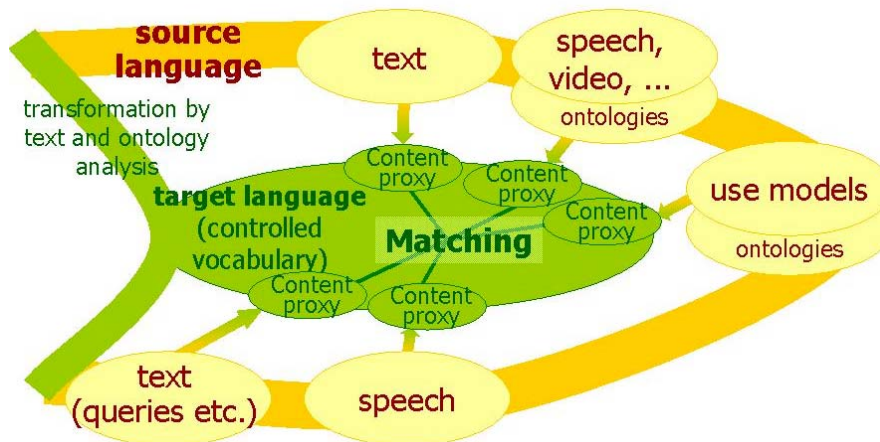 source
language
text
speech,
video, ...
ontologies
transformation by
text and ontology
analysis
Content
proxy
Content
proxy
Content
proxy
use models
ontologies
target language
(controlled
vocabulary)
Matching
Content
proxy
Content
proxy
text
(queries etc.)
speech